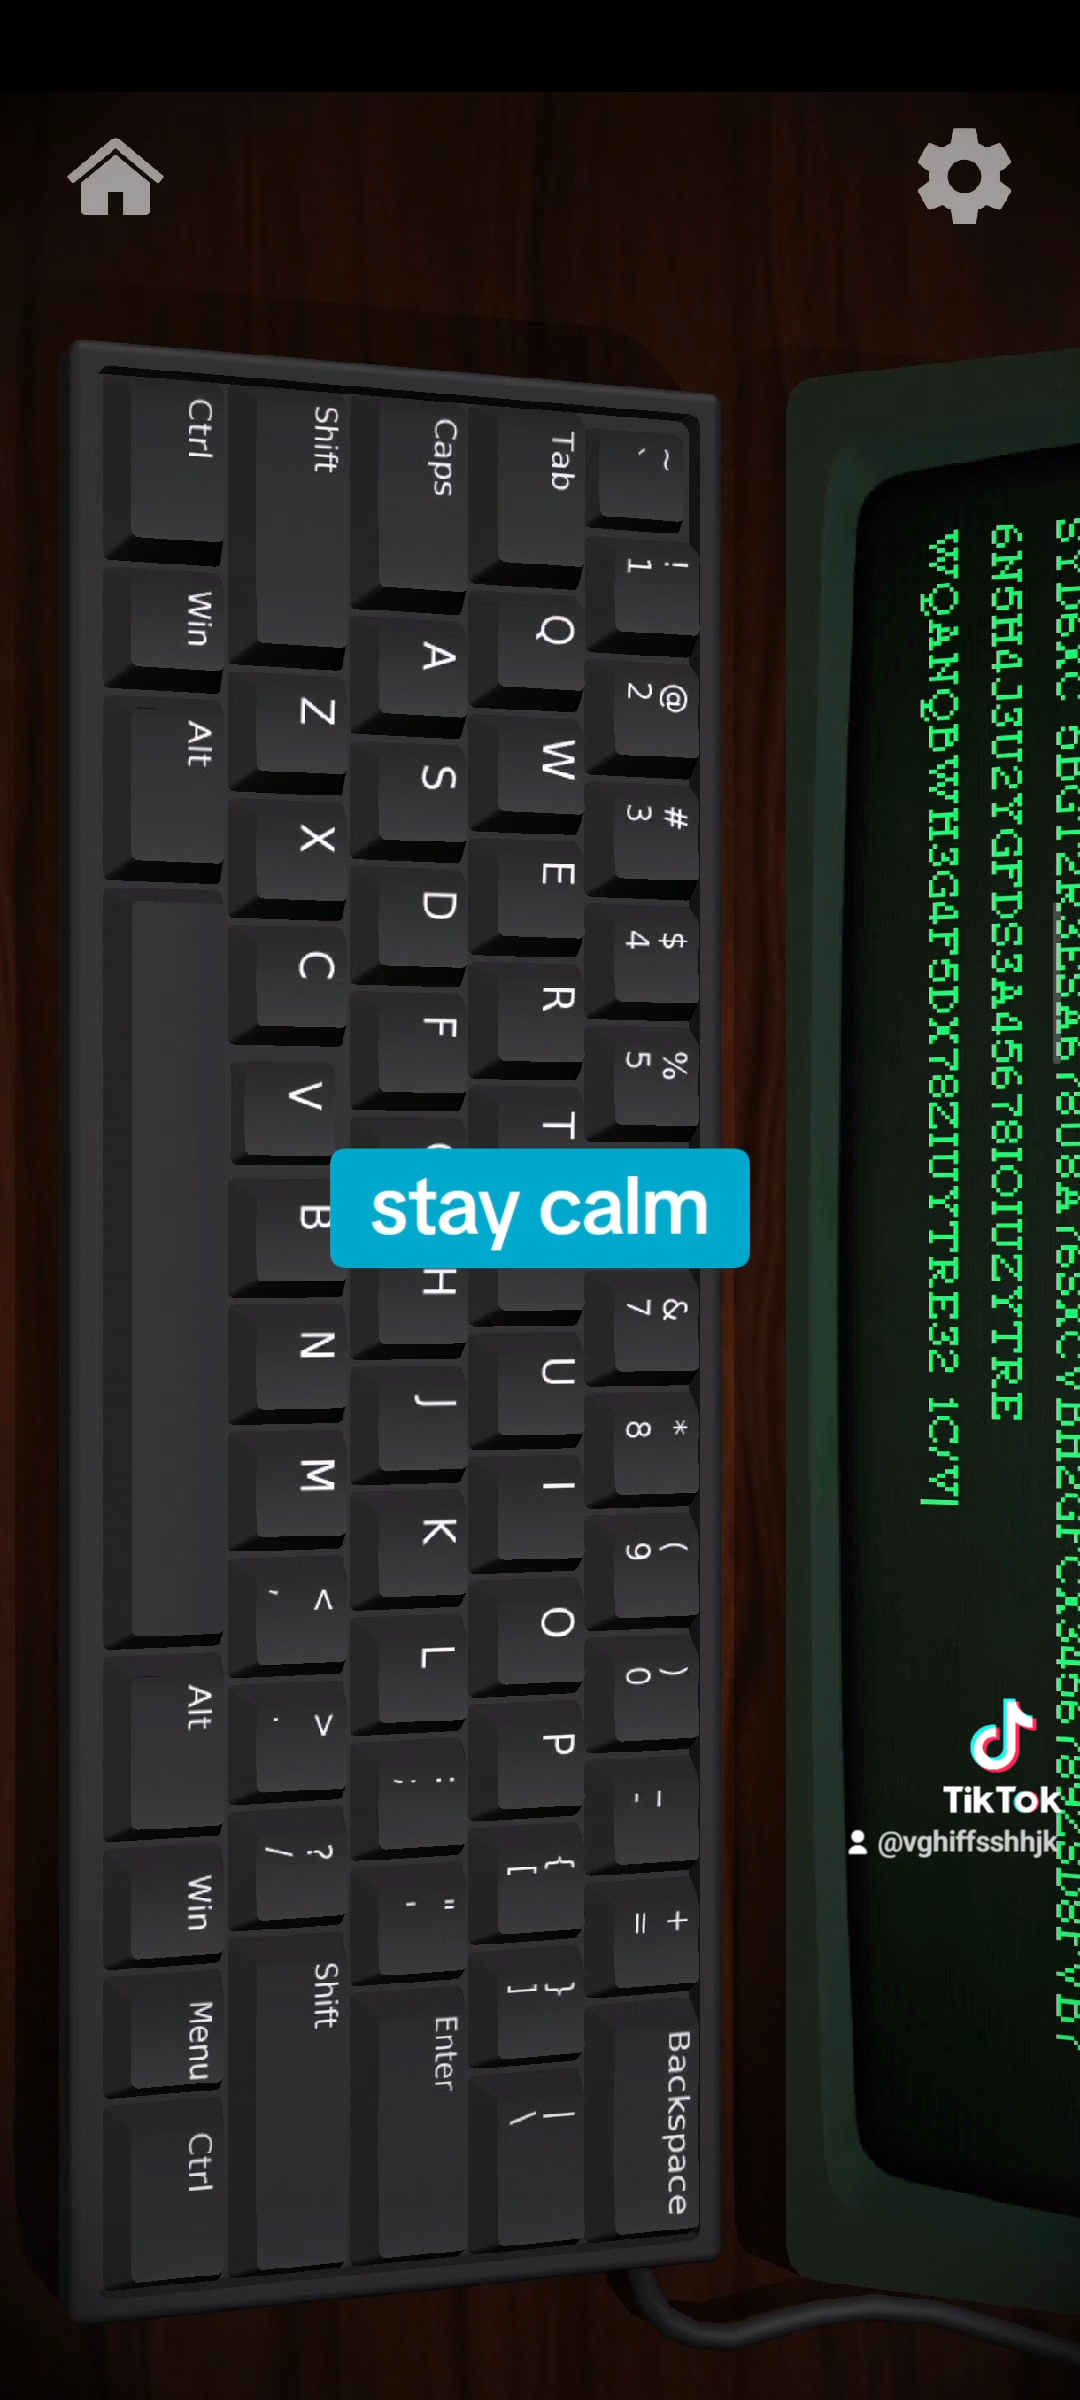 ~ ` ! 1 @ 2 # 3 $ 4 % 5 & 7 * 8 ( 9 ) 0 _ - + = Backspace
Tab Q W E R T U I O P { [ } ] | \
Caps A S D F H J K L : ; " ' Enter
Shift Z X C V B N M < , > . ? / Shift
Ctrl Win Alt Alt Win Menu Ctrl
stay calm
6N5H4J3U2YGFDS3A45678IOIUZYTRE
WQANQBWH3G4F5DX78ZIUYTRE32 1C/V
TikTok
@vghiffsshhjk